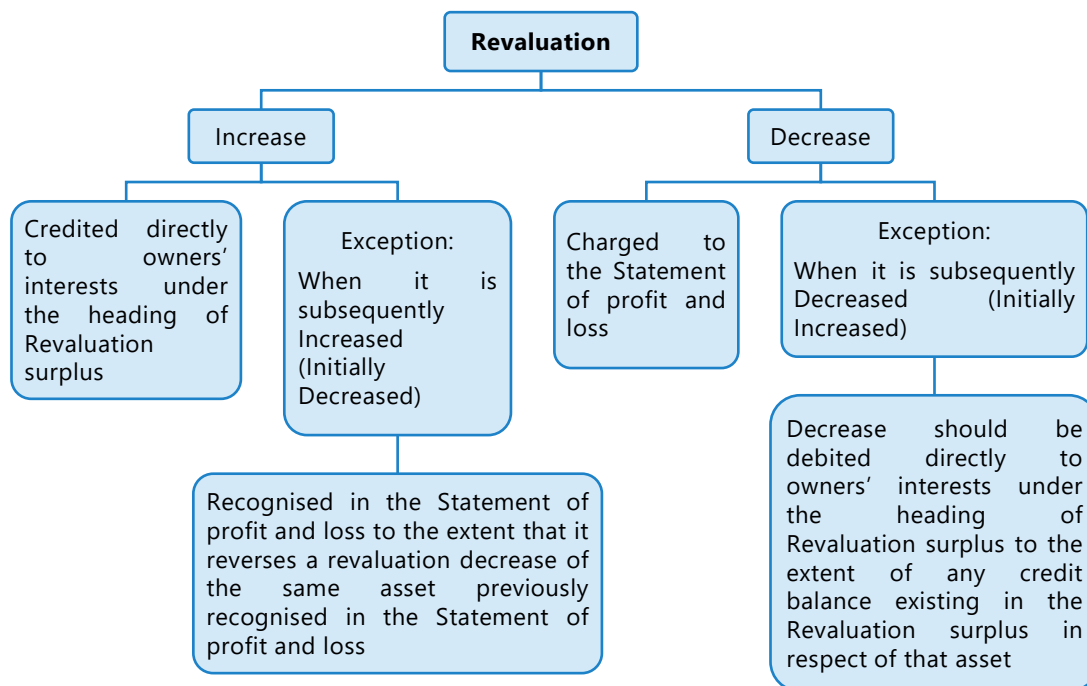 Revaluation
Increase
Decrease
Credited directly
to owners’
interests under
the heading of
Revaluation
surplus
Exception:
When it is
subsequently
Increased
(Initially
Decreased)
Recognised in the Statement of
profit and loss to the extent that it
reverses a revaluation decrease of
the same asset previously
recognised in the Statement of
profit and loss
Charged to
the Statement
of profit and
loss
Exception:
When it is subsequently
Decreased (Initially
Increased)
Decrease should be
debited directly to
owners’ interests under
the heading of
Revaluation surplus to the
extent of any credit
balance existing in the
Revaluation surplus in
respect of that asset